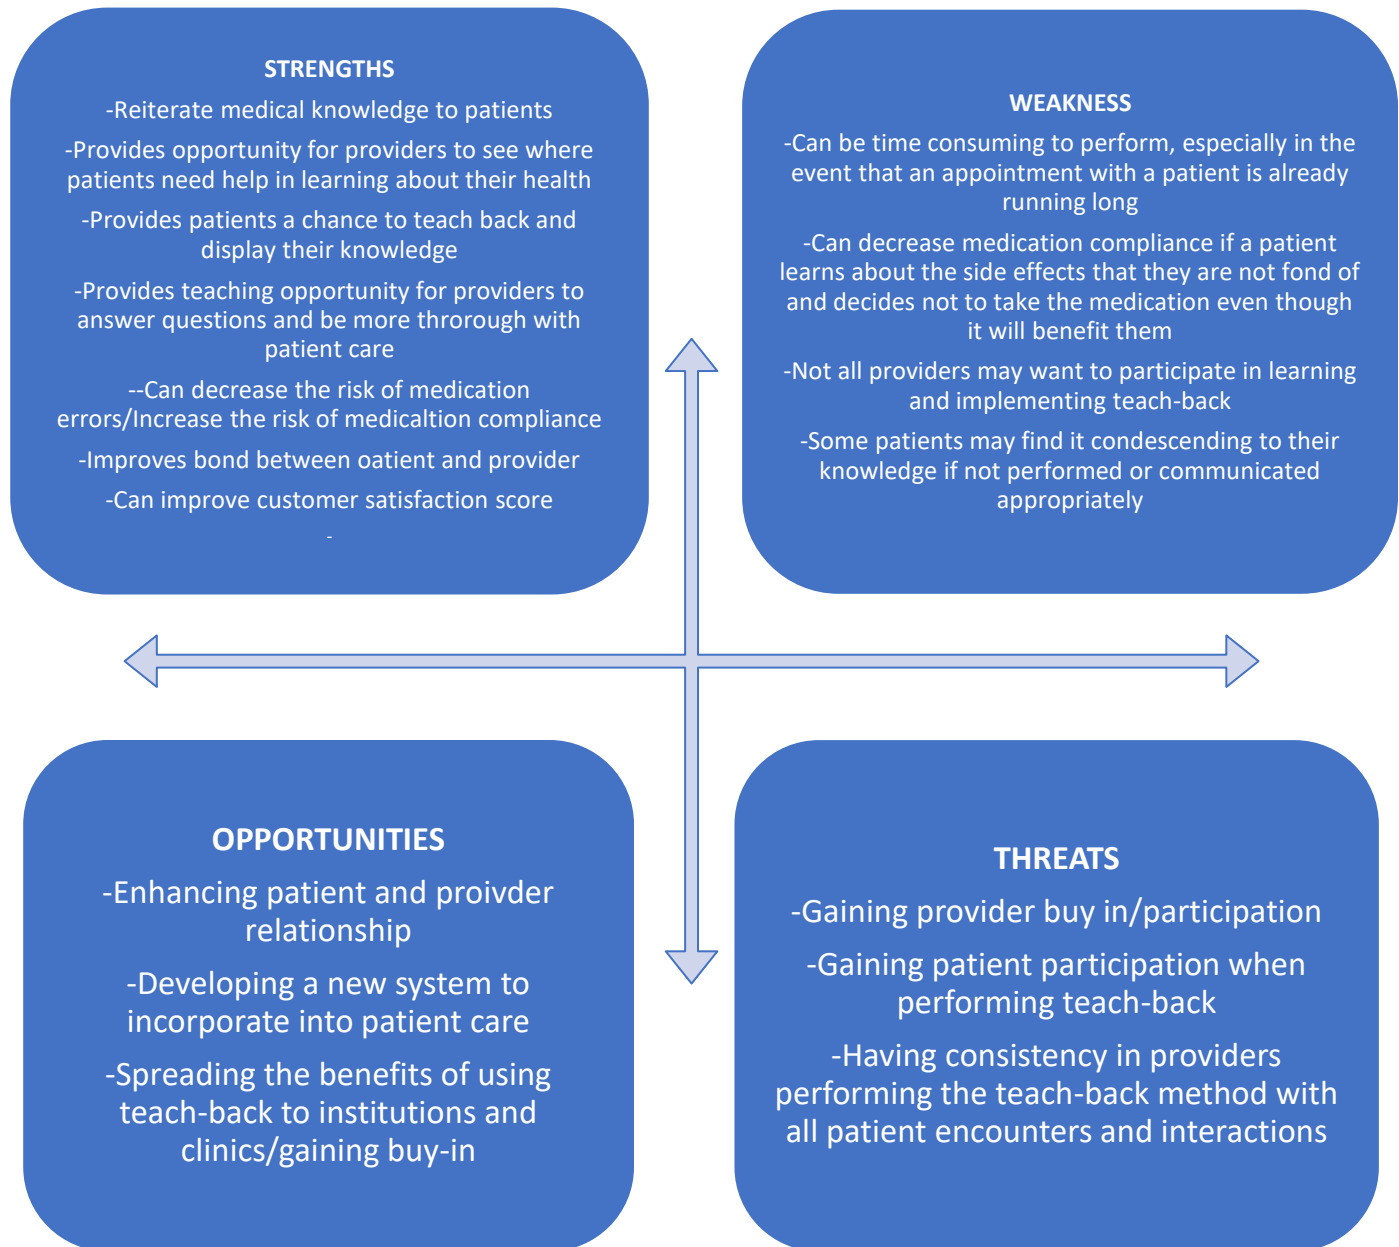 STRENGTHS
-Reiterate medical knowledge to patients
-Provides opportunity for providers to see where
patients need help in learning about their health
-Provides patients a chance to teach back and
display their knowledge
-Provides teaching opportunity for providers to
answer questions and be more throrough with
patient care
--Can decrease the risk of medication
errors/Increase the risk of medicaltion compliance
-Improves bond between oatient and provider
-Can improve customer satisfaction score
-
WEAKNESS
-Can be time consuming to perform, especially in the
event that an appointment with a patient is already
running long
-Can decrease medication compliance if a patient
learns about the side effects that they are not fond of
and decides not to take the medication even though
it will benefit them
-Not all providers may want to participate in learning
and implementing teach-back
-Some patients may find it condescending to their
knowledge if not performed or communicated
appropriately
OPPORTUNITIES
-Enhancing patient and proivder
relationship
-Developing a new system to
incorporate into patient care
-Spreading the benefits of using
teach-back to institutions and
clinics/gaining buy-in
THREATS
-Gaining provider buy in/participation
-Gaining patient participation when
performing teach-back
-Having consistency in providers
performing the teach-back method with
all patient encounters and interactions